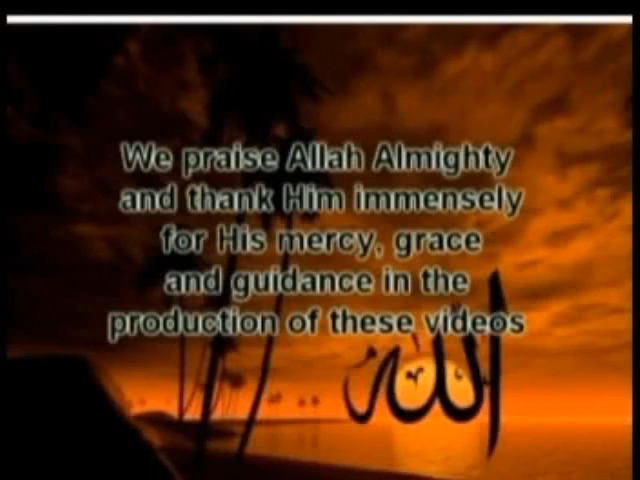 We praise Allah Almighty
and thank Him immensely
for His mercy, grace
and guidance in the
production of these videos
الله